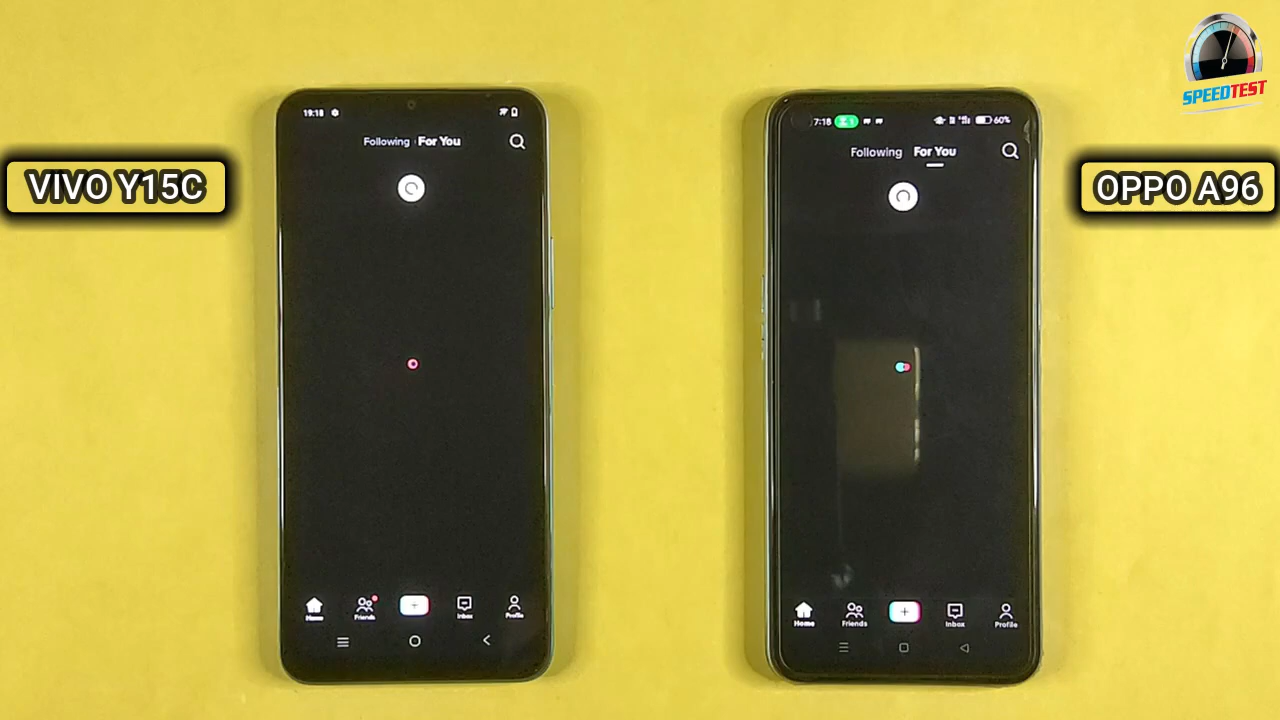 SPEEDTEST
VIVO Y15C
OPPO A96
19:18
Following For You
Home Friends Inbox Profile
7:18 60%
Following For You
Home Friends Inbox Profile